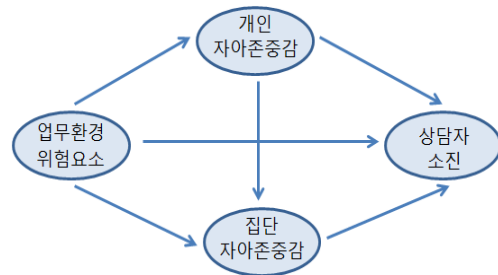 개인
자아존중감
업무환경
위험요소
상담자
소진
집단
자아존중감